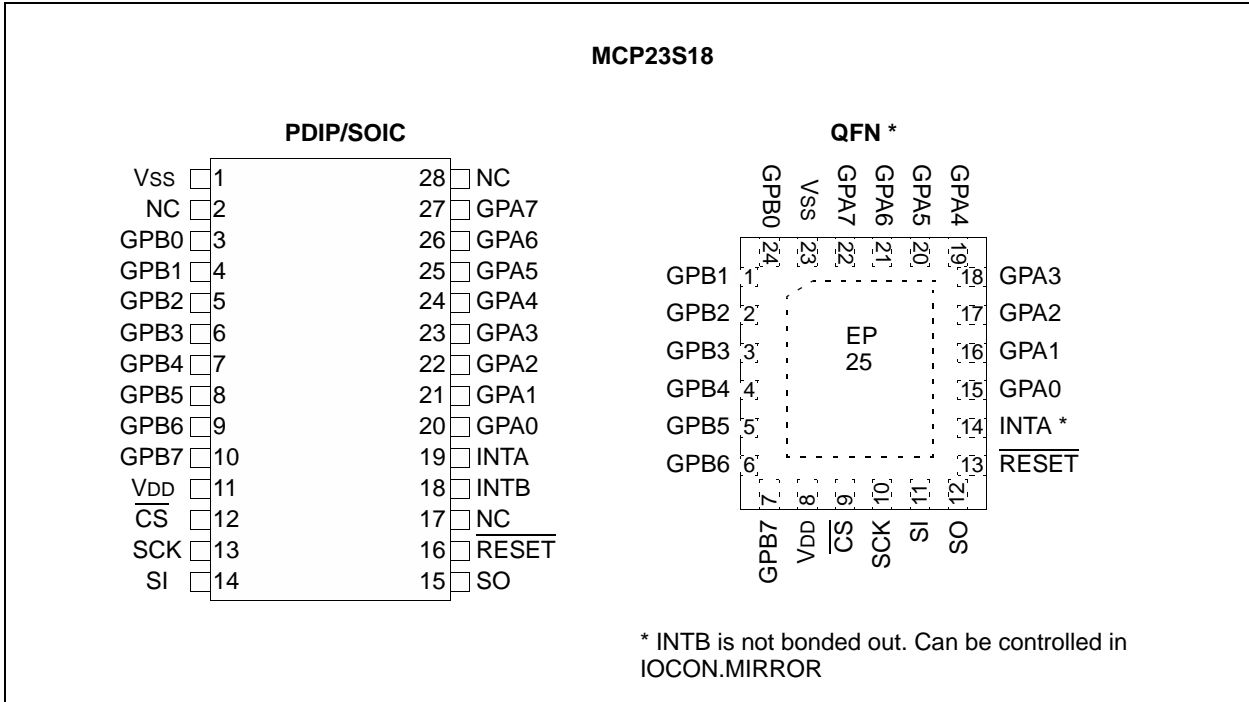 MCP23S18
PDIP/SOIC
VSS 1 28 NC
NC 2 27 GPA7
GPB0 3 26 GPA6
GPB1 4 25 GPA5
GPB2 5 24 GPA4
GPB3 6 23 GPA3
GPB4 7 22 GPA2
GPB5 8 21 GPA1
GPB6 9 20 GPA0
GPB7 10 19 INTA
VDD 11 18 INTB
CS 12 17 NC
SCK 13 16 RESET
SI 14 15 SO
QFN *
GPB0 VSS GPA7 GPA6 GPA5 GPA4
24 23 22 21 20 19
GPB1 1 18 GPA3
GPB2 2 17 GPA2
GPB3 3 EP 16 GPA1
25
GPB4 4 15 GPA0
GPB5 5 14 INTA *
GPB6 6 13 RESET
7 8 9 10 11 12
GPB7 VDD CS SCK SI SO
* INTB is not bonded out. Can be controlled in
IOCON.MIRROR